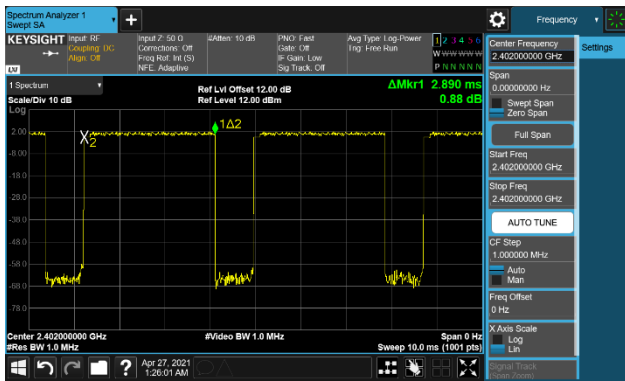 Spectrum Analyzer 1
Swept SA
+
Frequency
KEYSIGHT
Input: RF
Coupling: DC
Align: Off
Input Z: 50 Ω
Corrections: Off
Freq Ref: Int (S)
NFE: Adaptive
#Atten: 10 dB
PNO: Fast
Gate: Off
IF Gain: Low
Sig Track: Off
Avg Type: Log-Power
Trig: Free Run
1 2 3 4 5 6
W W W W W W
P N N N N N
LXI
Center Frequency
2.402000000 GHz
Settings
Span
0.00000000 Hz
Swept Span
Zero Span
Full Span
Start Freq
2.402000000 GHz
Stop Freq
2.402000000 GHz
AUTO TUNE
CF Step
1.000000 MHz
Auto
Man
Freq Offset
0 Hz
X Axis Scale
Log
Lin
Signal Track
(Span Zoom)
1 Spectrum
Scale/Div 10 dB
Ref Lvl Offset 12.00 dB
Ref Level 12.00 dBm
ΔMkr1 2.890 ms
0.88 dB
Log
2.00
-8.00
-18.0
-28.0
-38.0
-48.0
-58.0
-68.0
-78.0
X2
1Δ2
Center 2.402000000 GHz
#Res BW 1.0 MHz
#Video BW 1.0 MHz
Span 0 Hz
Sweep 10.0 ms (1001 pts)
?
Apr 27, 2021
1:26:01 AM